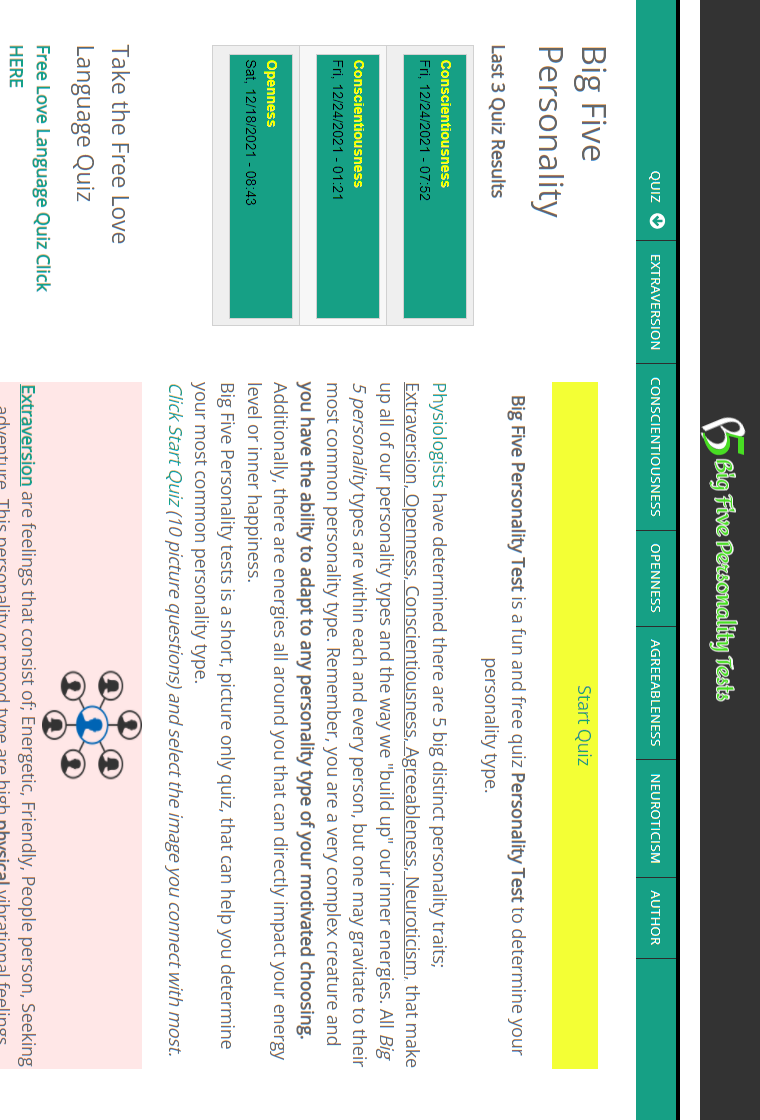 B5 Big Five Personality Tests
QUIZ EXTRAVERSION CONSCIENTIOUSNESS OPENNESS AGREEABLENESS NEUROTICISM AUTHOR
Big Five
Personality
Last 3 Quiz Results
Conscientiousness
Fri, 12/24/2021 - 07:52
Conscientiousness
Fri, 12/24/2021 - 01:21
Openness
Sat, 12/18/2021 - 08:43
Take the Free Love
Language Quiz
Free Love Language Quiz Click
HERE
Start Quiz
Big Five Personality Test is a fun and free quiz Personality Test to determine your
personality type.
Physiologists have determined there are 5 big distinct personality traits;
Extraversion, Openness, Conscientiousness, Agreeableness, Neuroticism, that make
up all of our personality types and the way we "build up" our inner energies. All Big
5 personality types are within each and every person, but one may gravitate to their
most common personality type. Remember, you are a very complex creature and
you have the ability to adapt to any personality type of your motivated choosing.
Additionally, there are energies all around you that can directly impact your energy
level or inner happiness.
Big Five Personality tests is a short, picture only quiz, that can help you determine
your most common personality type.
Click Start Quiz (10 picture questions) and select the image you connect with most.
Extraversion are feelings that consist of; Energetic, Friendly, People person, Seeking
adventure. This personality or mood type are high physical vibrational feelings